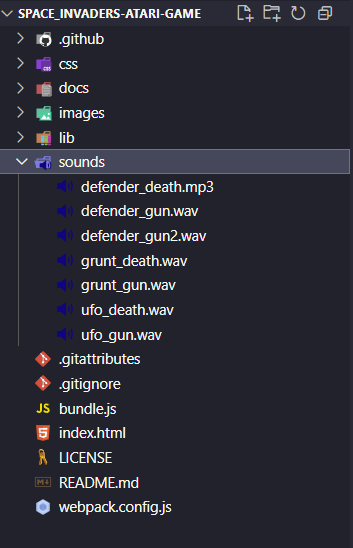 SPACE_INVADERS-ATARI-GAME
.github
css
docs
images
lib
sounds
defender_death.mp3
defender_gun.wav
defender_gun2.wav
grunt_death.wav
grunt_gun.wav
ufo_death.wav
ufo_gun.wav
.gitattributes
.gitignore
JS bundle.js
index.html
LICENSE
README.md
webpack.config.js